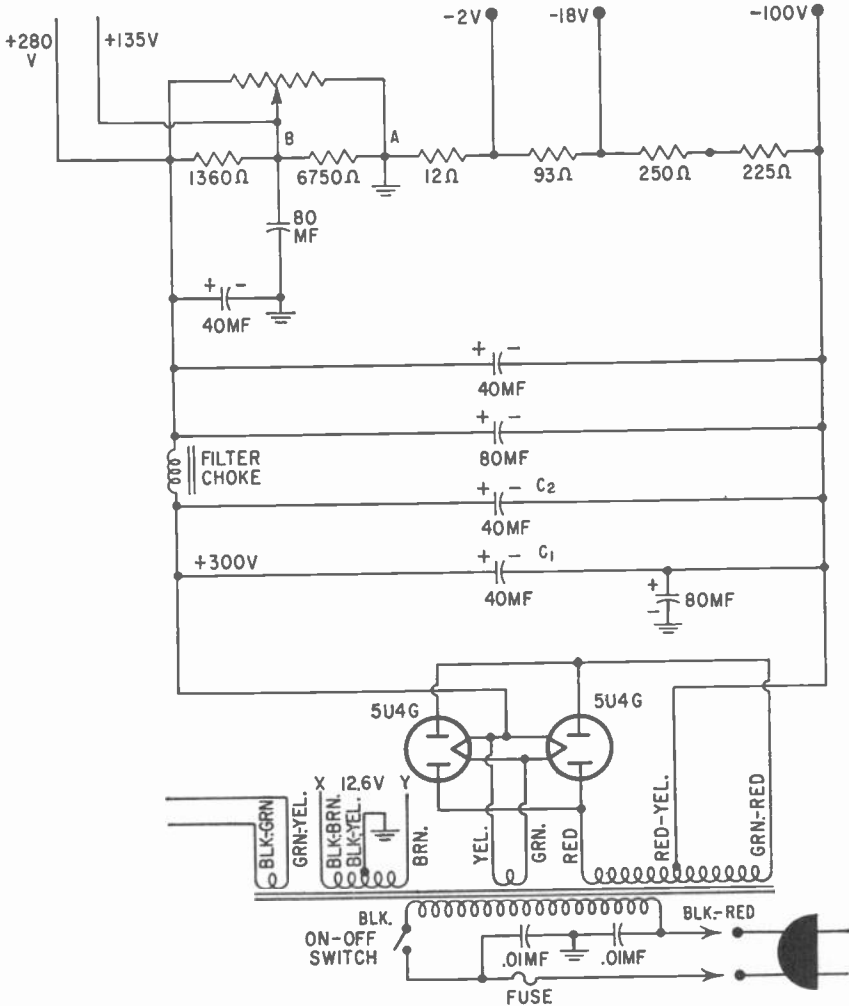 -2V
-18V
-100V
+280
V
+135V
B
A
1360Ω
6750Ω
12Ω
93Ω
250Ω
225Ω
80
MF
+ -
40MF
+ -
40MF
+ -
80MF
FILTER
CHOKE
+ - C2
40MF
+300V
+ - C1
40MF
+
-
80MF
5U4G
5U4G
X 12.6V Y
BLK-GRN
GRN-YEL.
BLK-BRN.
BLK-YEL.
BRN.
YEL.
GRN.
RED
RED-YEL.
GRN-RED
BLK.
BLK.-RED
ON-OFF
SWITCH
.01MF
.01MF
FUSE